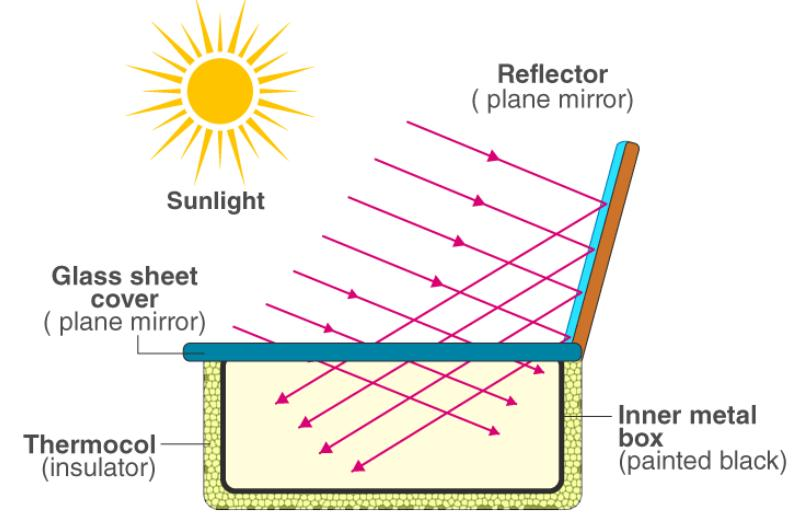 Reflector
( plane mirror)
Sunlight
Glass sheet
cover
( plane mirror)
Thermocol
(insulator)
Inner metal
box
(painted black)